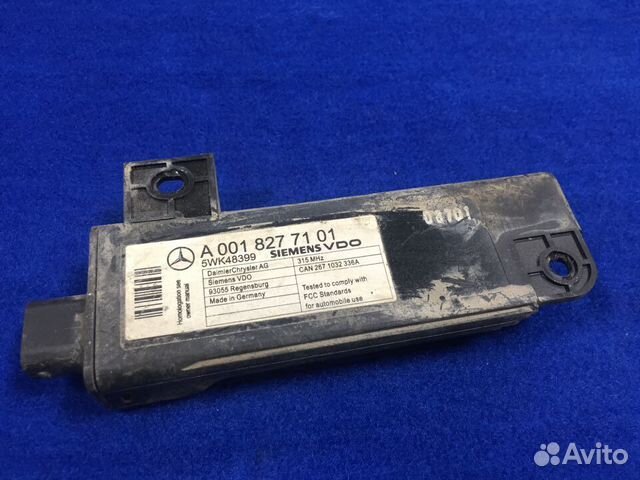 A 001 827 71 01
5WK48399 SIEMENS VDO
DaimlerChrysler AG 315 MHz
Siemens VDO CAN 267 1032 336A
93055 Regensburg Tested to comply with
Made in Germany FCC Standards
for automobile use
Homologation see
owner manual
Avito